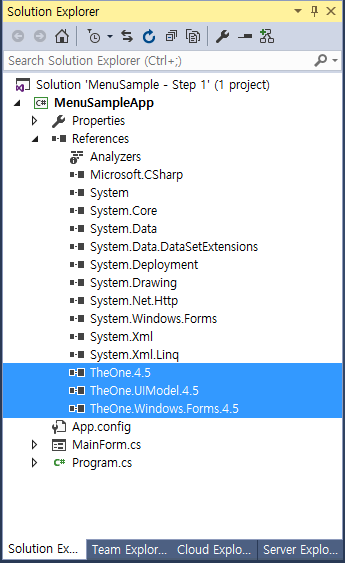 Solution Explorer
Search Solution Explorer (Ctrl+;)
Solution 'MenuSample - Step 1' (1 project)
MenuSampleApp
Properties
References
Analyzers
Microsoft.CSharp
System
System.Core
System.Data
System.Data.DataSetExtensions
System.Deployment
System.Drawing
System.Net.Http
System.Windows.Forms
System.Xml
System.Xml.Linq
TheOne.4.5
TheOne.UIModel.4.5
TheOne.Windows.Forms.4.5
App.config
MainForm.cs
Program.cs
Solution Ex... Team Explor... Cloud Explo... Server Explo...